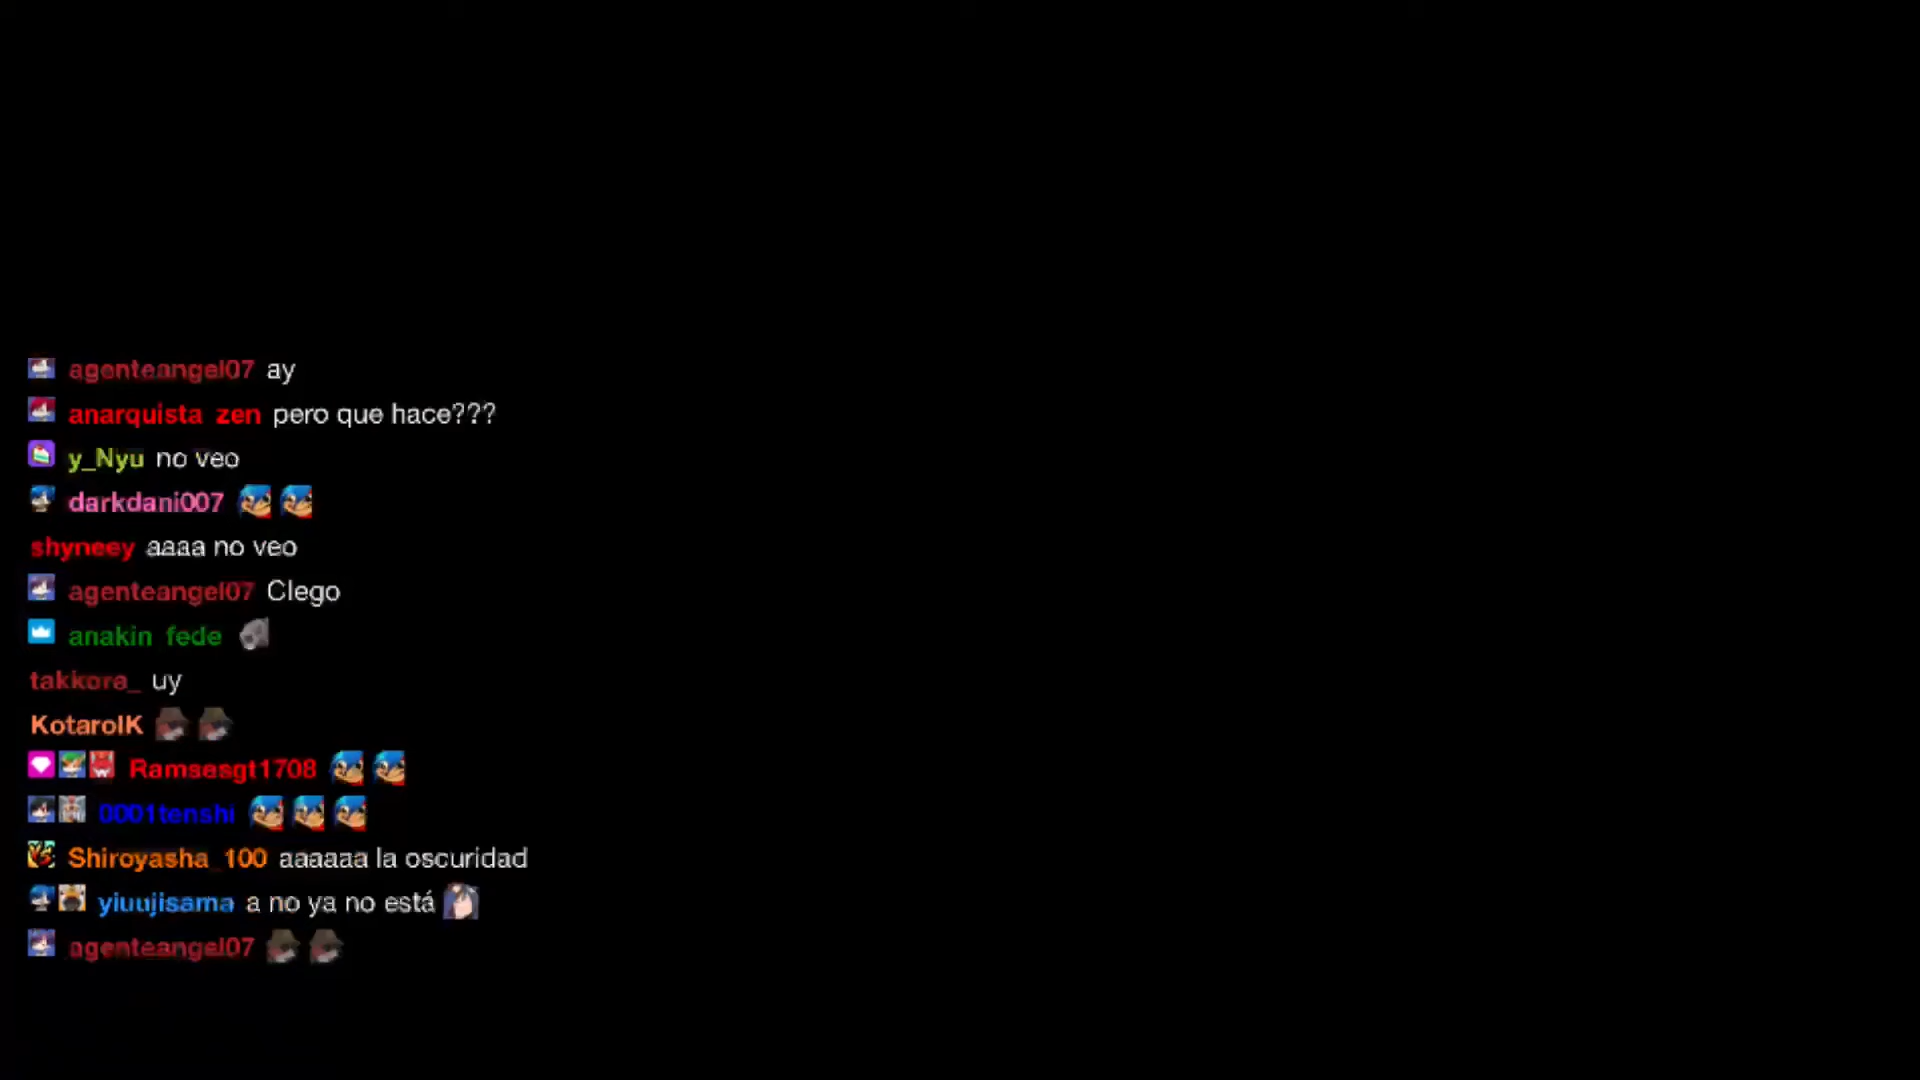 agenteangel07 ay
anarquista_zen pero que hace???
y_Nyu no veo
darkdani007
shyneey aaaa no veo
agenteangel07 CIego
anakin_fede
takkora_ uy
KotaroIK
Ramsesgt1708
0001tenshi
Shiroyasha_100 aaaaaa la oscuridad
yiuujisama a no ya no está
agenteangel07